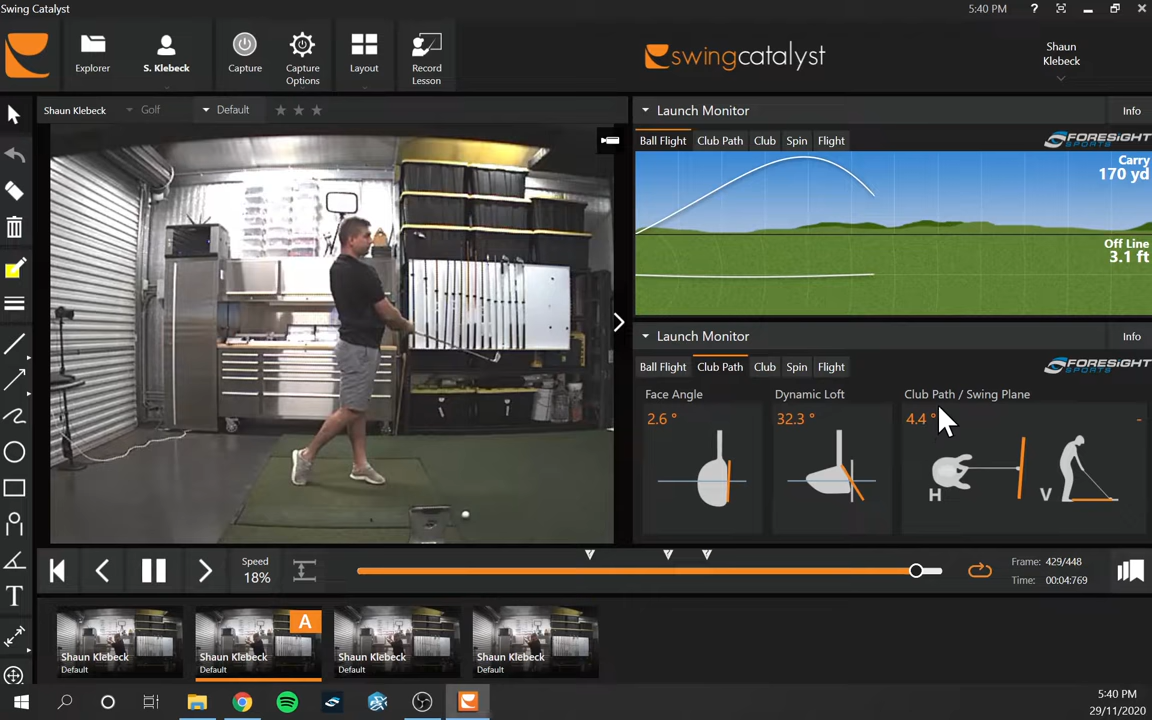 Swing Catalyst
5:40 PM
?
Explorer
S. Klebeck
Capture
Capture
Options
Layout
Record
Lesson
swingcatalyst
Shaun
Klebeck
Shaun Klebeck
Golf
Default
Launch Monitor
Info
Ball Flight
Club Path
Club
Spin
Flight
FORESIGHT
SPORTS
Carry
170 yd
Off Line
3.1 ft
Launch Monitor
Info
Ball Flight
Club Path
Club
Spin
Flight
FORESIGHT
SPORTS
Face Angle
Dynamic Loft
Club Path / Swing Plane
2.6 °
32.3 °
4.4 °
-
H
V
T
Speed
18%
Frame: 429/448
Time: 00:04:769
A
Shaun Klebeck
Default
Shaun Klebeck
Default
Shaun Klebeck
Default
Shaun Klebeck
Default
5:40 PM
29/11/2020